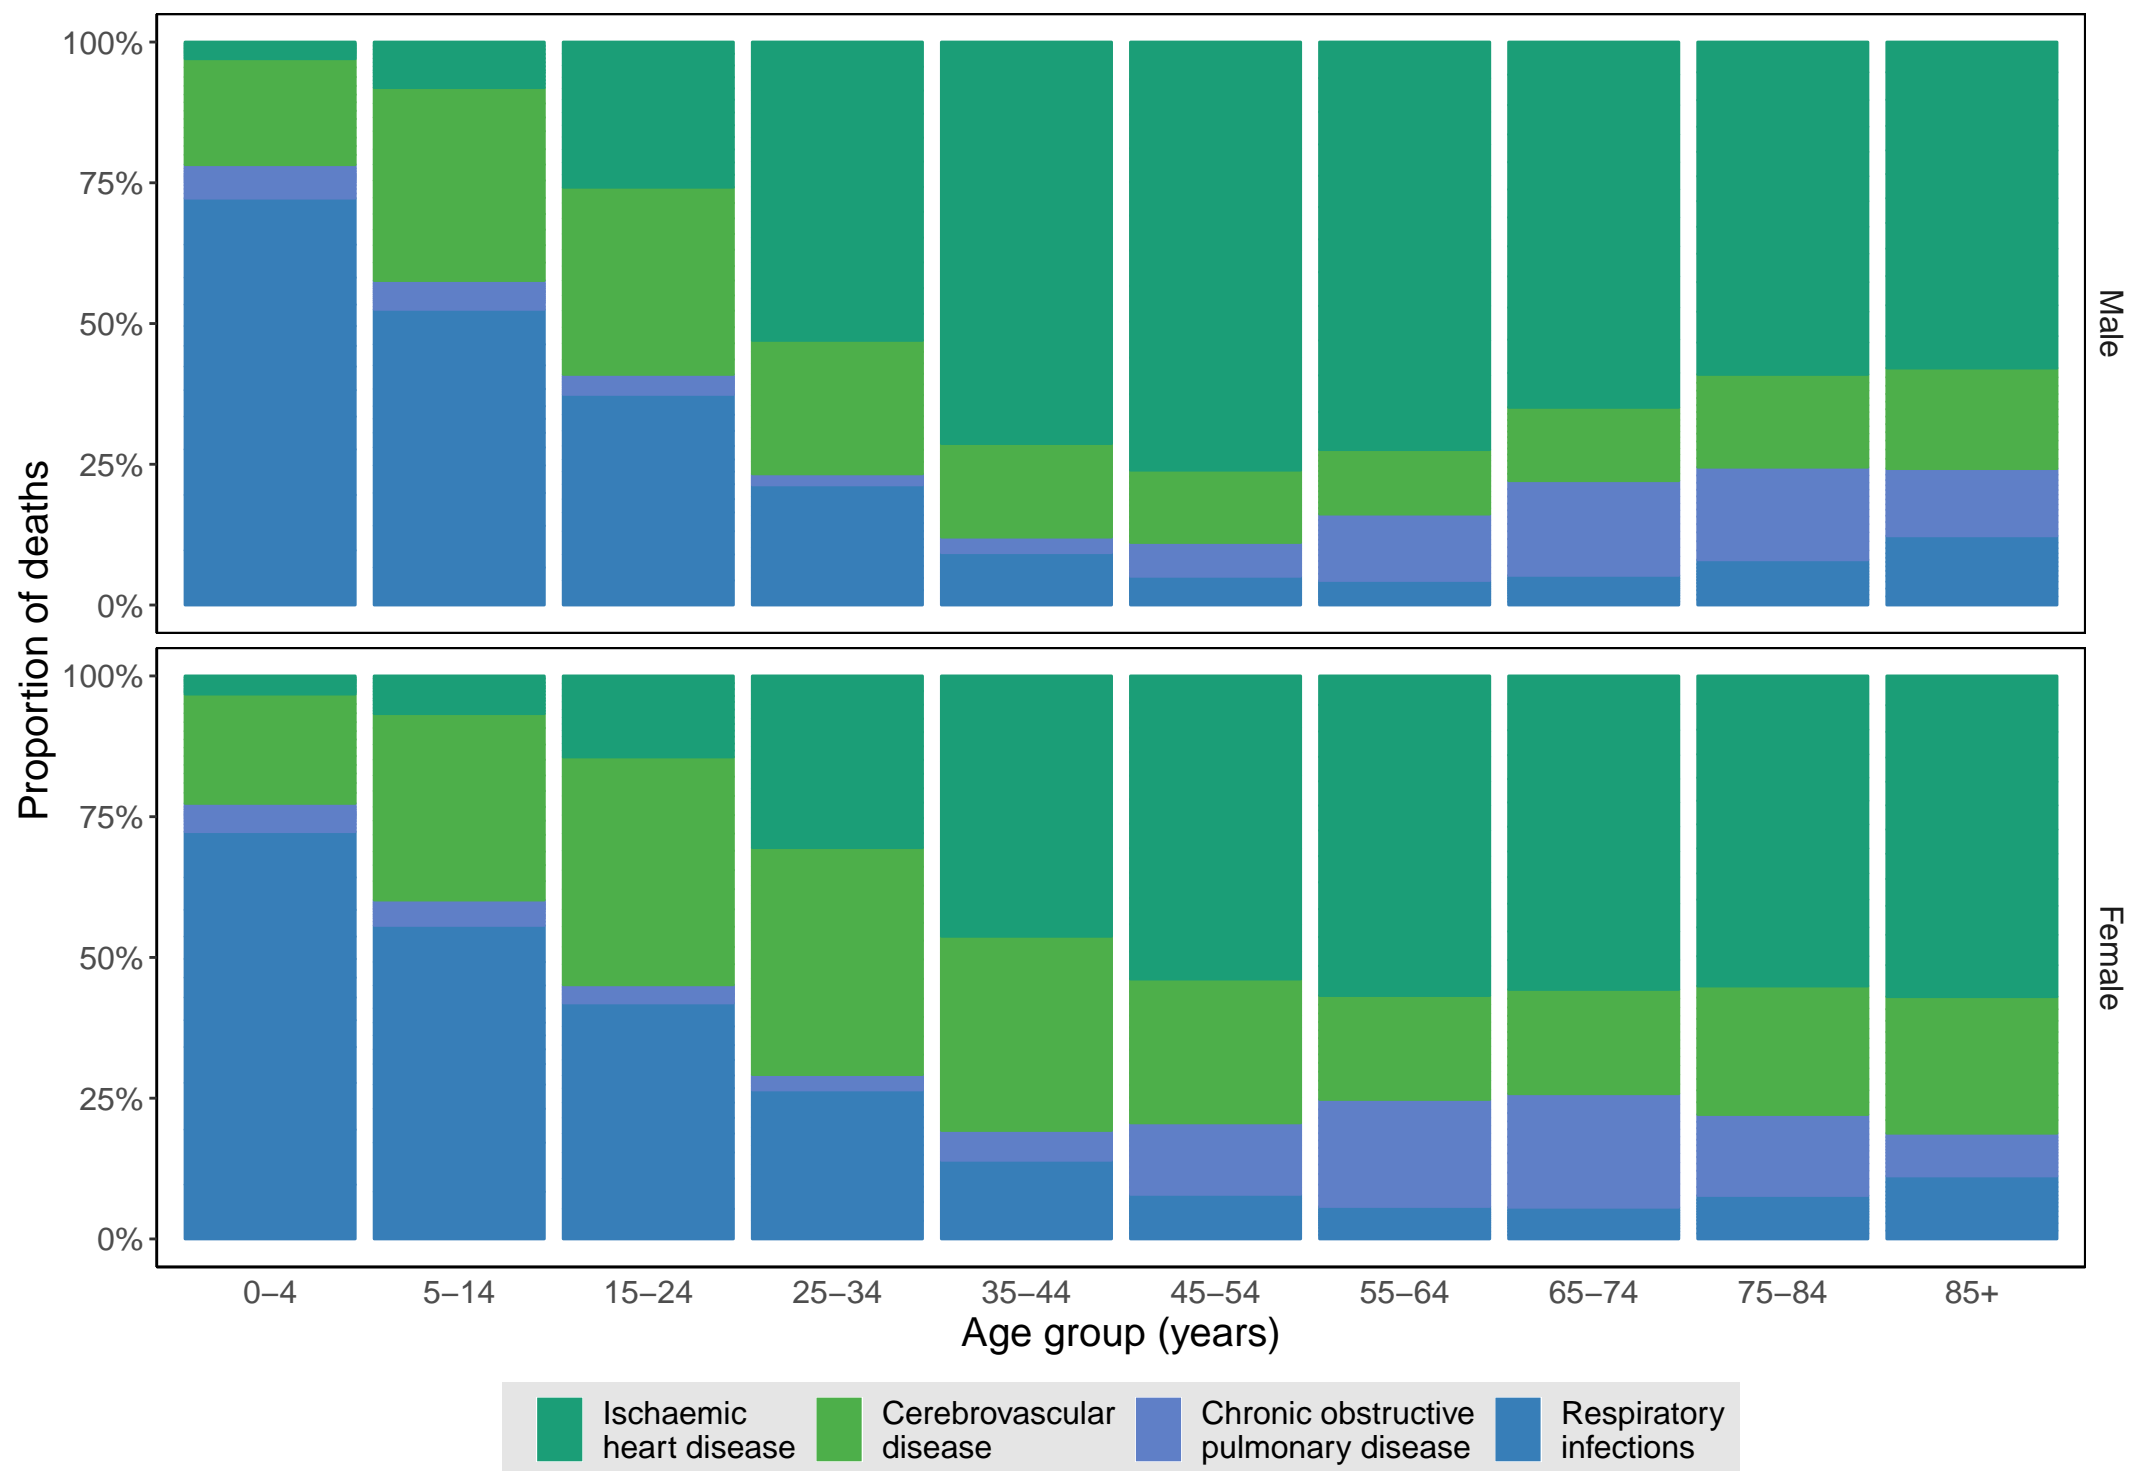 100%
75%
50%
25%
0%
Male
100%
75%
50%
25%
0%
Female
Proportion of deaths
0–4
5–14
15–24
25–34
35–44
45–54
55–64
65–74
75–84
85+
Age group (years)
Ischaemic
heart disease
Cerebrovascular
disease
Chronic obstructive
pulmonary disease
Respiratory
infections